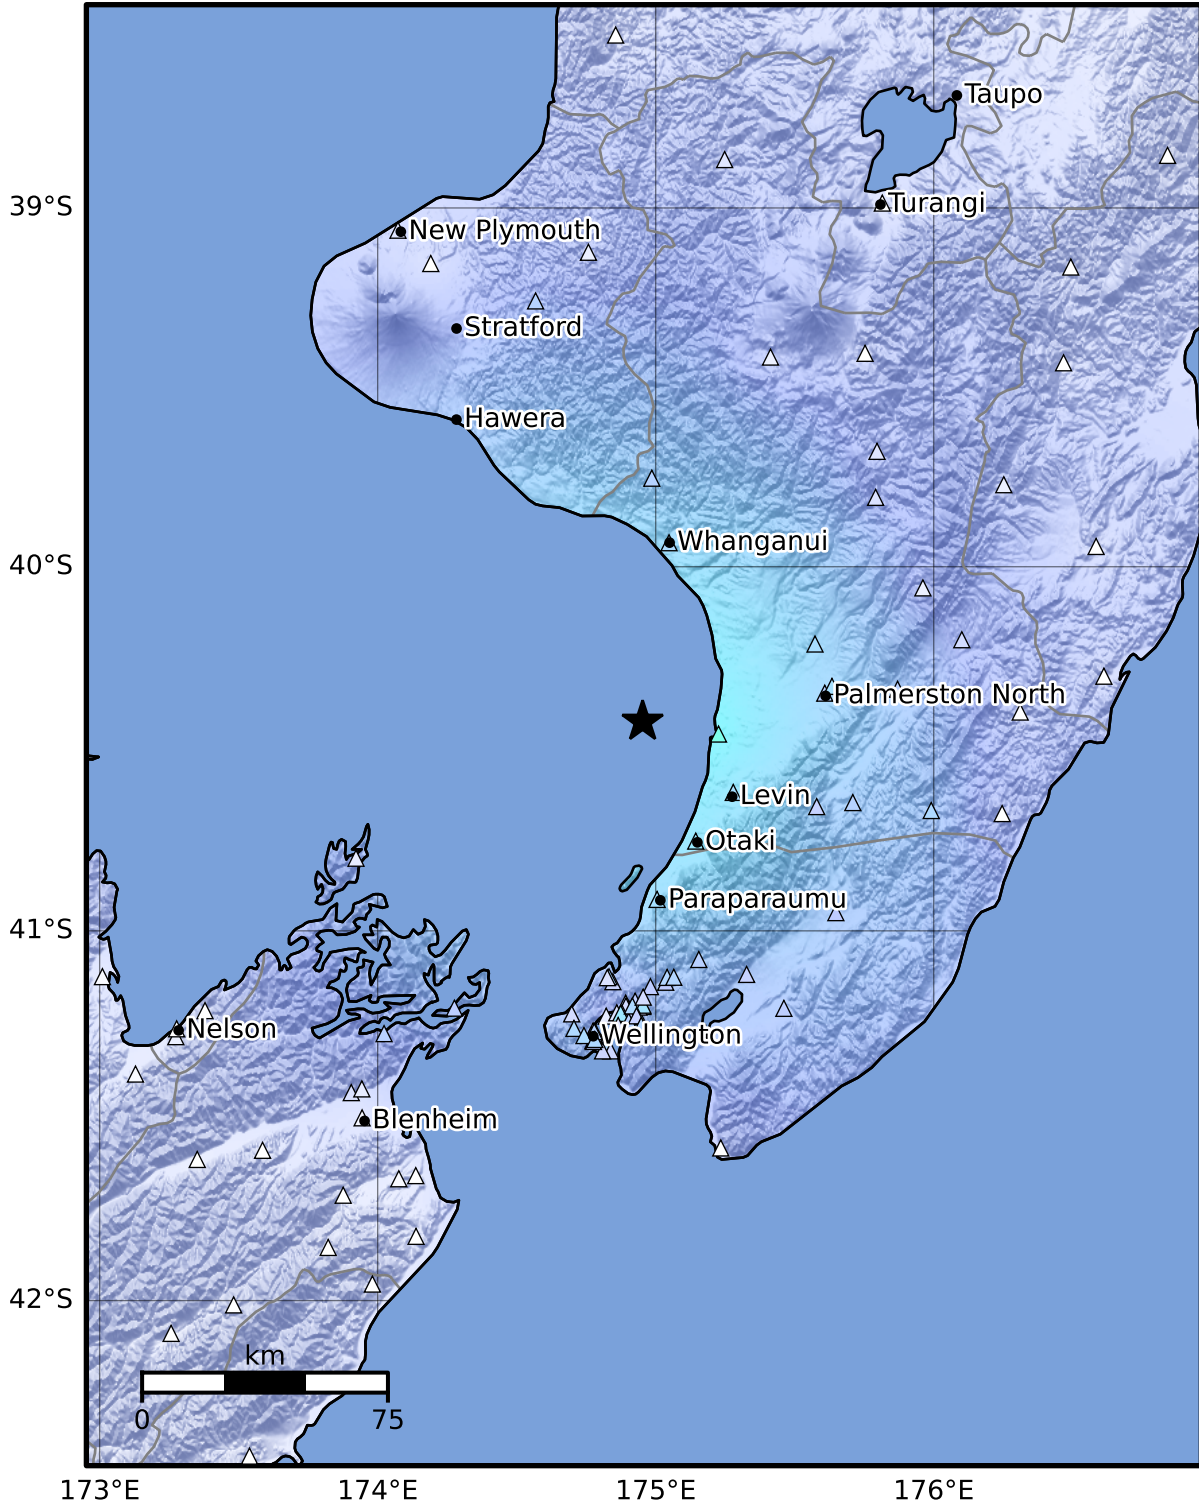 Taupo
39°S
Turangi
New Plymouth
Stratford
Hawera
Whanganui
40°S
Palmerston North
Levin
Otaki
Paraparaumu
41°S
Nelson
Wellington
Blenheim
42°S
km
0 75
173°E 174°E 175°E 176°E